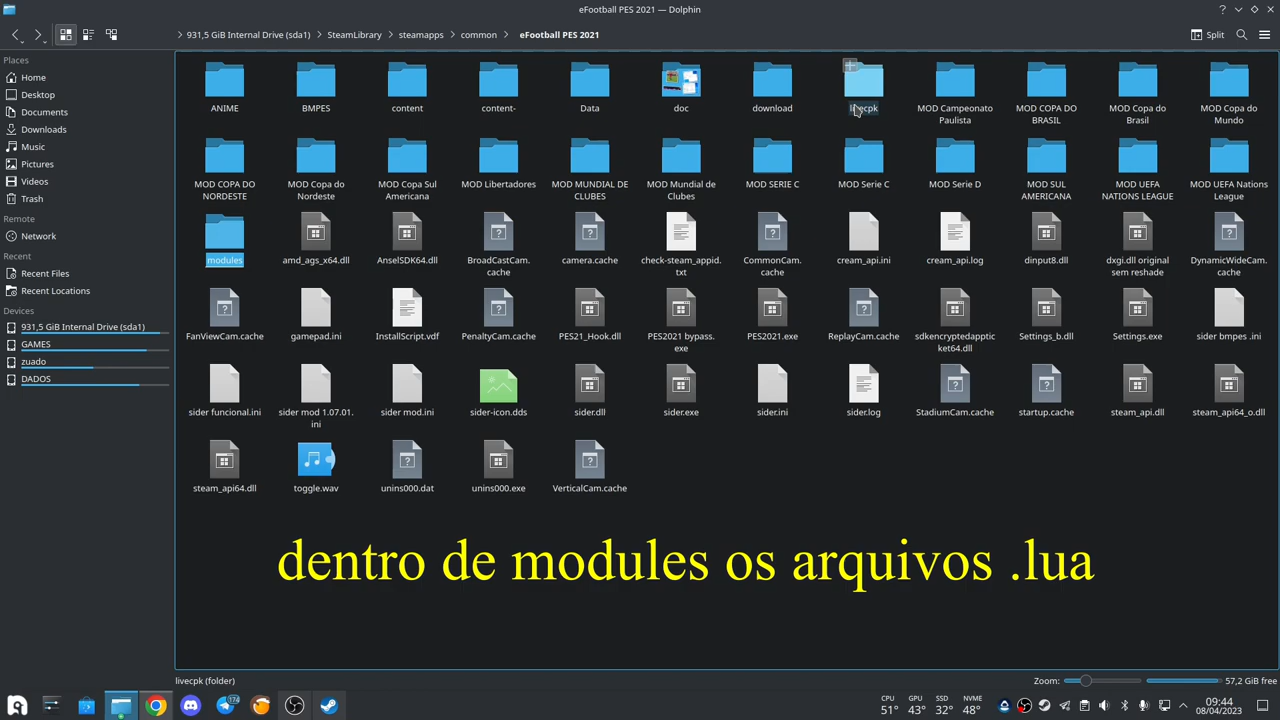 eFootball PES 2021 — Dolphin
931,5 GiB Internal Drive (sda1) > SteamLibrary > steamapps > common > eFootball PES 2021
Split
Places
Home
Desktop
Documents
Downloads
Music
Pictures
Videos
Trash
Remote
Network
Recent
Recent Files
Recent Locations
Devices
931,5 GiB Internal Drive (sda1)
GAMES
zuado
DADOS
ANIME
BMPES
content
content-
Data
doc
download
livecpk
MOD Campeonato
Paulista
MOD COPA DO
BRASIL
MOD Copa do
Brasil
MOD Copa do
Mundo
MOD COPA DO
NORDESTE
MOD Copa do
Nordeste
MOD Copa Sul
Americana
MOD Libertadores
MOD MUNDIAL DE
CLUBES
MOD Mundial de
Clubes
MOD SERIE C
MOD Serie C
MOD Serie D
MOD SUL
AMERICANA
MOD UEFA
NATIONS LEAGUE
MOD UEFA Nations
League
modules
amd_ags_x64.dll
AnselSDK64.dll
BroadCastCam.
cache
camera.cache
check-steam_appid.
txt
CommonCam.
cache
cream_api.ini
cream_api.log
dinput8.dll
dxgi.dll original
sem reshade
DynamicWideCam.
cache
FanViewCam.cache
gamepad.ini
InstallScript.vdf
PenaltyCam.cache
PES21_Hook.dll
PES2021 bypass.
exe
PES2021.exe
ReplayCam.cache
sdkencryptedapptic
ket64.dll
Settings_b.dll
Settings.exe
sider bmpes .ini
sider funcional.ini
sider mod 1.07.01.
ini
sider mod.ini
sider-icon.dds
sider.dll
sider.exe
sider.ini
sider.log
StadiumCam.cache
startup.cache
steam_api.dll
steam_api64_o.dll
steam_api64.dll
toggle.wav
unins000.dat
unins000.exe
VerticalCam.cache
dentro de modules os arquivos .lua
livecpk (folder)
Zoom:
57,2 GiB free
174
CPU
51°
GPU
43°
SSD
32°
NVME
48°
09:44
08/04/2023